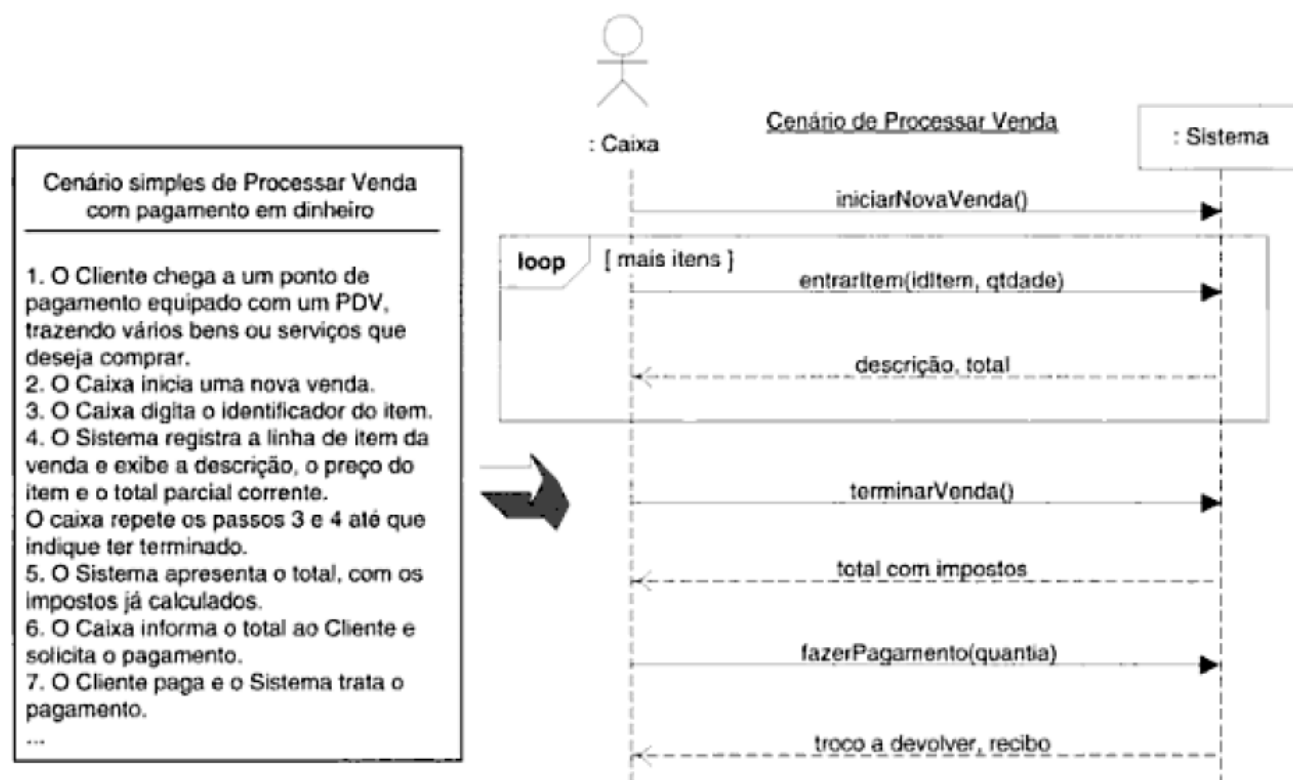 Cenário simples de Processar Venda
com pagamento em dinheiro
1. O Cliente chega a um ponto de
pagamento equipado com um PDV,
trazendo vários bens ou serviços que
deseja comprar.
2. O Caixa inicia uma nova venda.
3. O Caixa digita o identificador do item.
4. O Sistema registra a linha de item da
venda e exibe a descrição, o preço do
item e o total parcial corrente.
O caixa repete os passos 3 e 4 até que
indique ter terminado.
5. O Sistema apresenta o total, com os
impostos já calculados.
6. O Caixa informa o total ao Cliente e
solicita o pagamento.
7. O Cliente paga e o Sistema trata o
pagamento.
...
: Caixa
Cenário de Processar Venda
: Sistema
iniciarNovaVenda()
loop [ mais itens ]
entrarItem(idItem, qtdade)
descrição, total
terminarVenda()
total com impostos
fazerPagamento(quantia)
troco a devolver, recibo